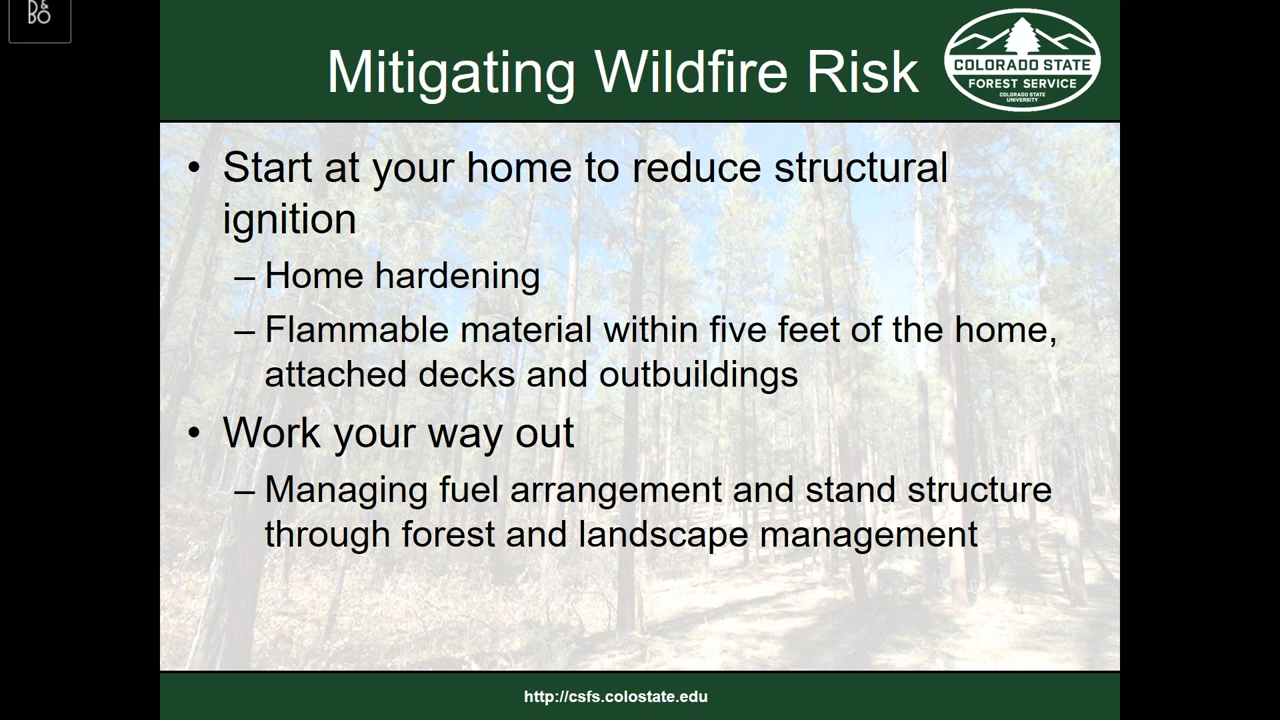 D&
BO
Mitigating Wildfire Risk
COLORADO STATE
FOREST SERVICE
COLORADO STATE
UNIVERSITY
• Start at your home to reduce structural
ignition
– Home hardening
– Flammable material within five feet of the home,
attached decks and outbuildings
• Work your way out
– Managing fuel arrangement and stand structure
through forest and landscape management
http://csfs.colostate.edu